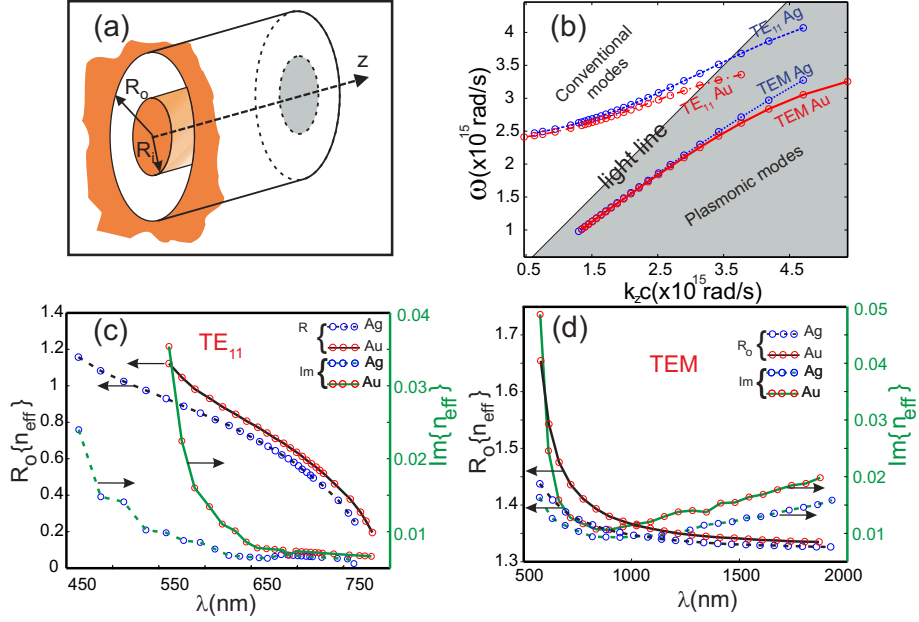 (a)
z
Ro
Ri
(b)
ω(x10^15 rad/s)
4
3.5
3
2.5
2
1.5
1
0.5 1.5 2.5 3.5 4.5
kzc(x10^15 rad/s)
Conventional
modes
light line
Plasmonic modes
TE11 Ag
TE11 Au
TEM Ag
TEM Au
(c)
TE11
Ro{neff}
1.4
1.2
1
0.8
0.6
0.4
0.2
0
450 550 650 750
λ(nm)
0.04
0.03
0.015
0.007
Im{neff}
R { Ag
Au
Im { Ag
Au
(d)
TEM
Ro{neff}
1.7
1.6
1.5
1.4
1.3
500 1000 1500 2000
λ(nm)
0.05
0.04
0.03
0.02
0.01
Im{neff}
Ro { Ag
Au
Im { Ag
Au